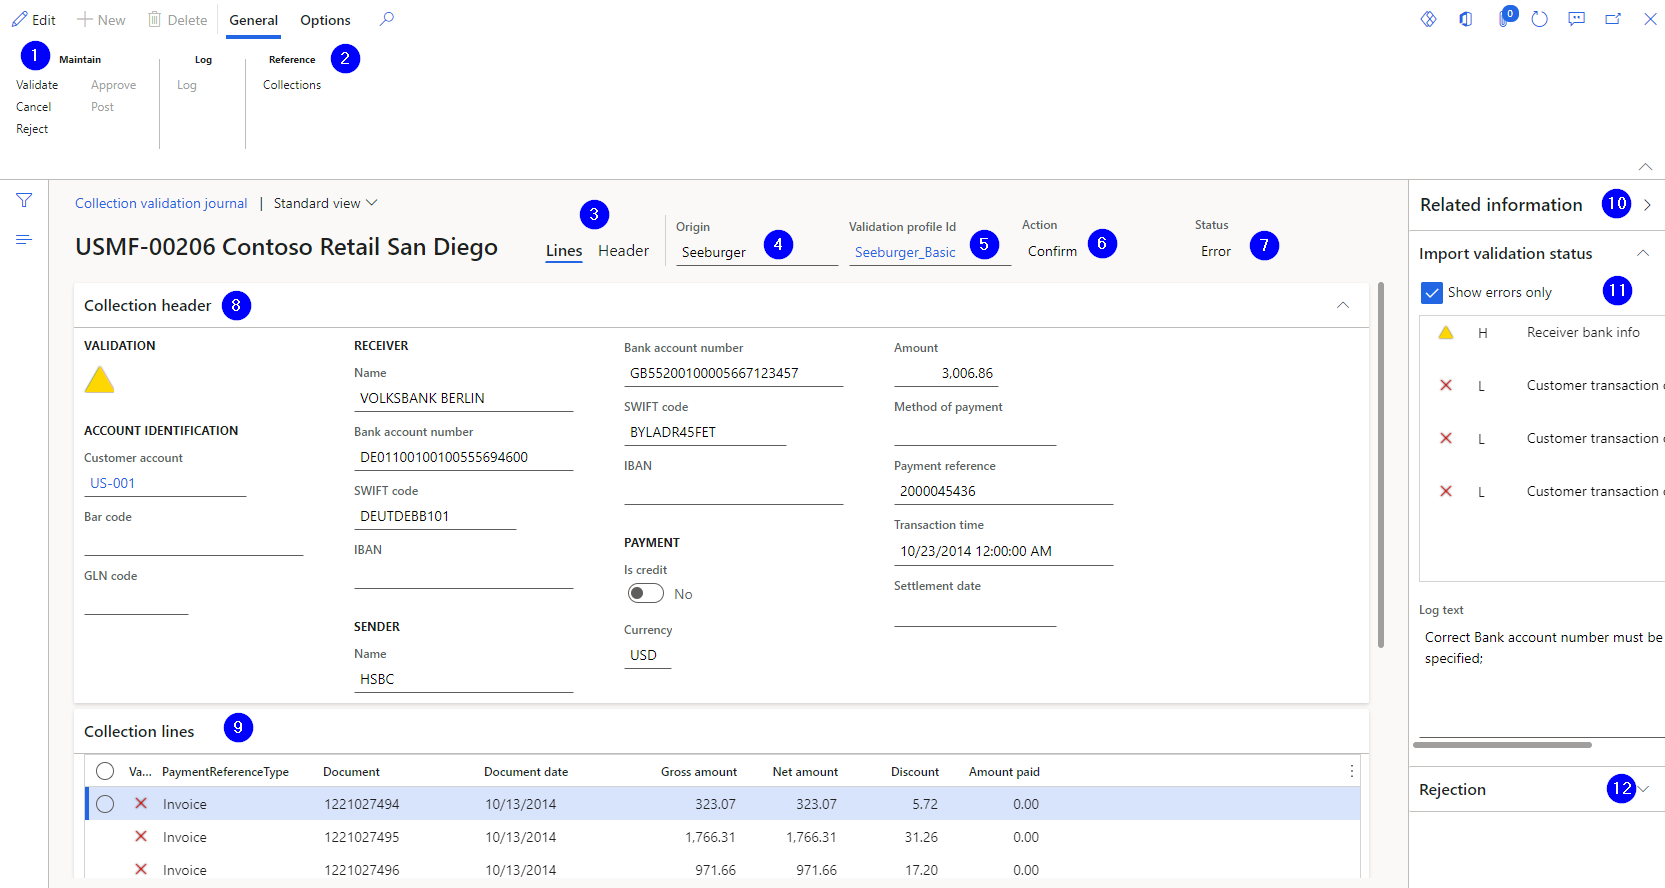 Edit New Delete General Options 0
1 Maintain Log Reference 2
Validate Approve Log Collections
Cancel Post
Reject
Collection validation journal | Standard view
USMF-00206 Contoso Retail San Diego
3
Lines Header
Origin
Seeburger 4
Validation profile Id
Seeburger_Basic 5
Action
Confirm 6
Status
Error 7
Collection header 8
VALIDATION
ACCOUNT IDENTIFICATION
Customer account
US-001
Bar code
GLN code
RECEIVER
Name
VOLKSBANK BERLIN
Bank account number
DE01100100100555694600
SWIFT code
DEUTDEBB101
IBAN
SENDER
Name
HSBC
Bank account number
GB55200100005667123457
SWIFT code
BYLADR45FET
IBAN
PAYMENT
Is credit
No
Currency
USD
Amount
3,006.86
Method of payment
Payment reference
2000045436
Transaction time
10/23/2014 12:00:00 AM
Settlement date
Collection lines 9
Va... PaymentReferenceType Document Document date Gross amount Net amount Discount Amount paid
Invoice 1221027494 10/13/2014 323.07 323.07 5.72 0.00
Invoice 1221027495 10/13/2014 1,766.31 1,766.31 31.26 0.00
Invoice 1221027496 10/13/2014 971.66 971.66 17.20 0.00
Related information 10
Import validation status
Show errors only 11
H Receiver bank info
L Customer transaction
L Customer transaction
L Customer transaction
Log text
Correct Bank account number must be
specified;
Rejection 12